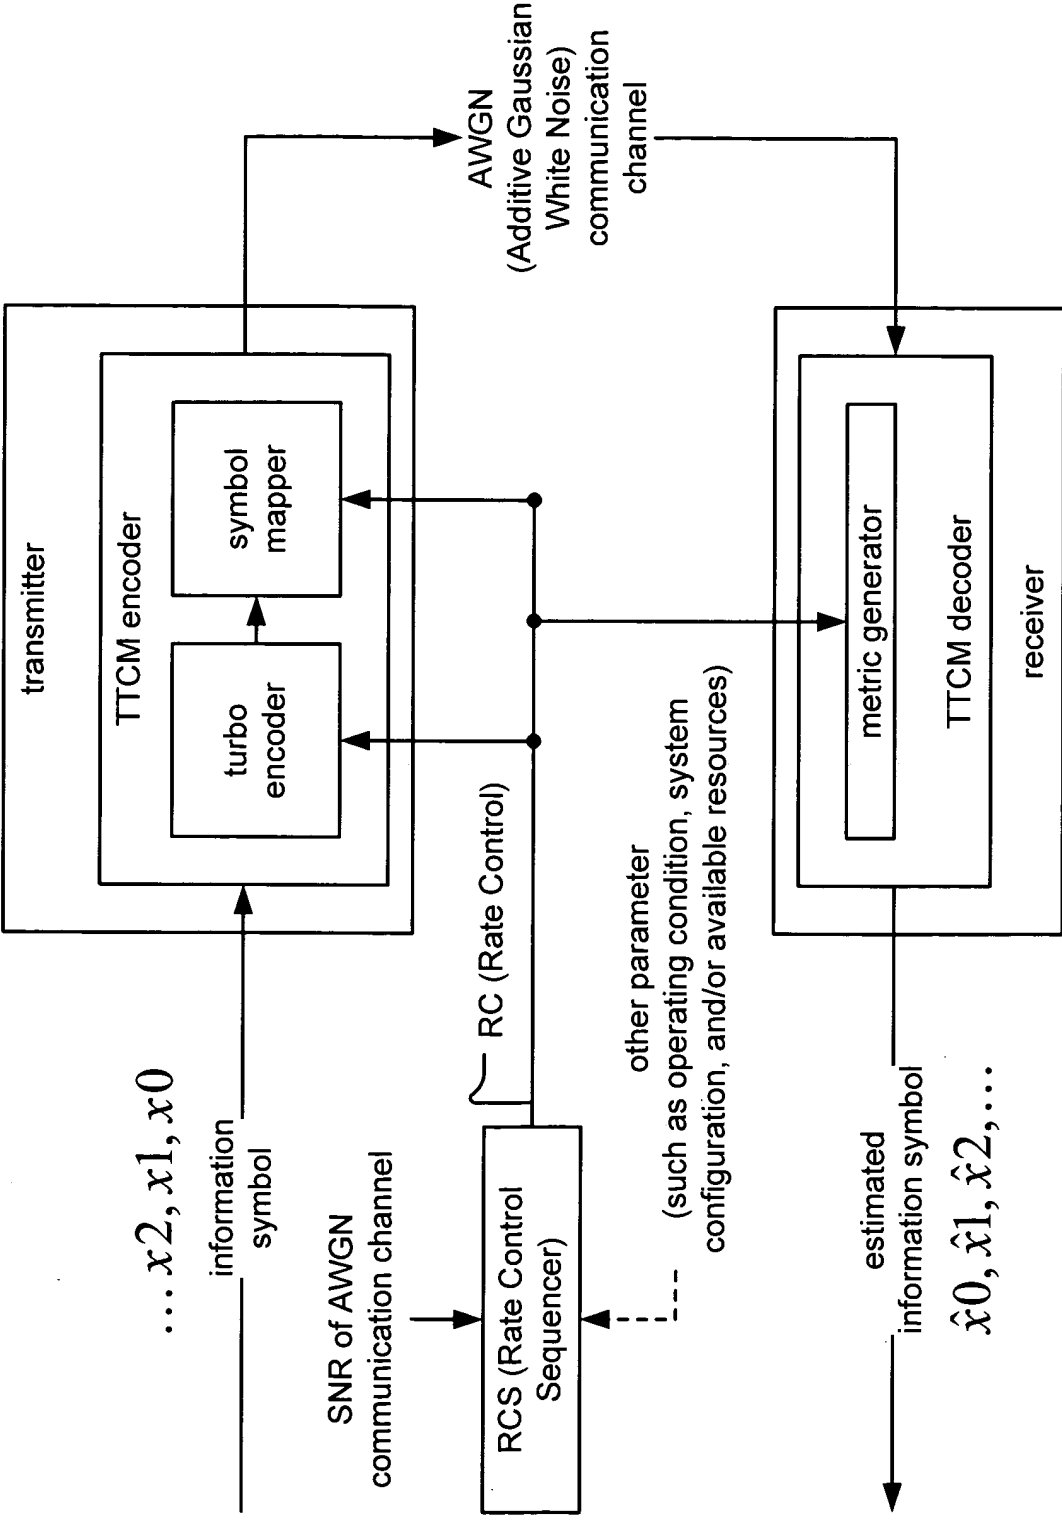 transmitter
TTCM encoder
turbo
encoder
symbol
mapper
... x2, x1, x0
information
symbol
AWGN
(Additive Gaussian
White Noise)
communication
channel
SNR of AWGN
communication channel
RCS (Rate Control
Sequencer)
RC (Rate Control)
other parameter
(such as operating condition, system
configuration, and/or available resources)
metric generator
TTCM decoder
receiver
estimated
information symbol
x̂0, x̂1, x̂2, ...